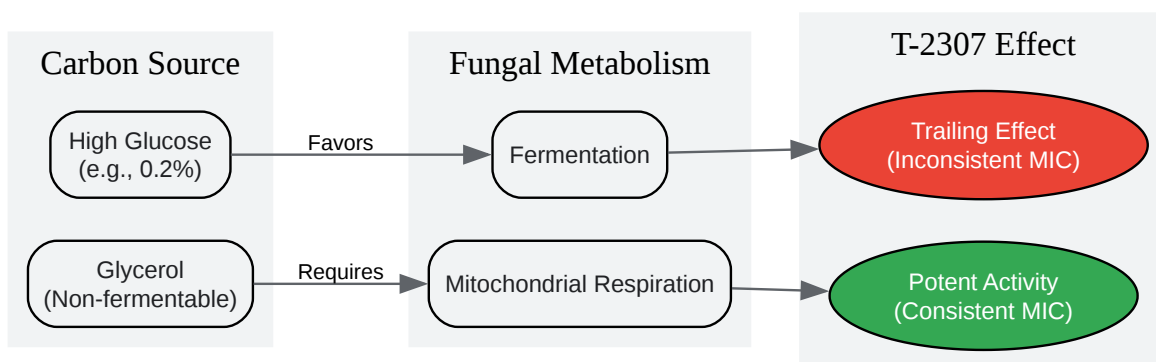 Carbon Source
Fungal Metabolism
T-2307 Effect
High Glucose
(e.g., 0.2%)
Favors
Fermentation
Trailing Effect
(Inconsistent MIC)
Glycerol
(Non-fermentable)
Requires
Mitochondrial Respiration
Potent Activity
(Consistent MIC)